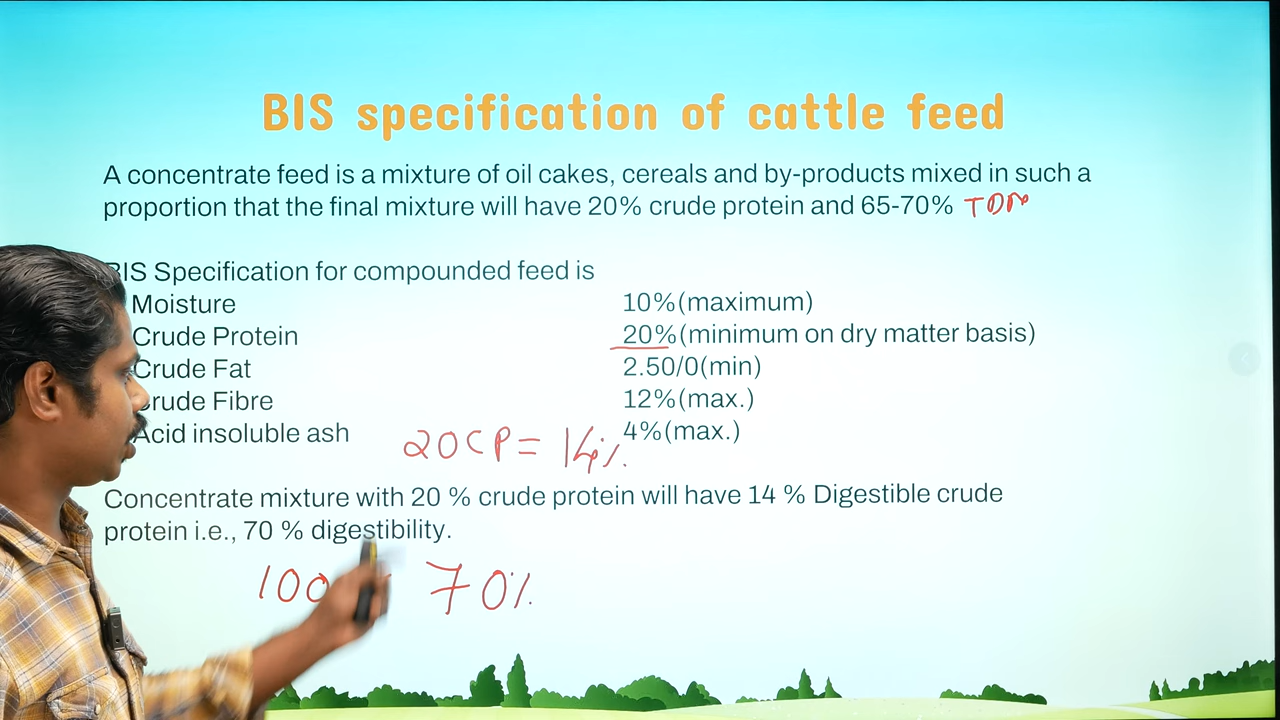 BIS specification of cattle feed
A concentrate feed is a mixture of oil cakes, cereals and by-products mixed in such a
proportion that the final mixture will have 20% crude protein and 65-70% TDN
BIS Specification for compounded feed is
Moisture 10%(maximum)
Crude Protein 20%(minimum on dry matter basis)
Crude Fat 2.50/0(min)
Crude Fibre 12%(max.)
Acid insoluble ash 4%(max.)
20CP= 14%
Concentrate mixture with 20 % crude protein will have 14 % Digestible crude
protein i.e., 70 % digestibility.
100 70%